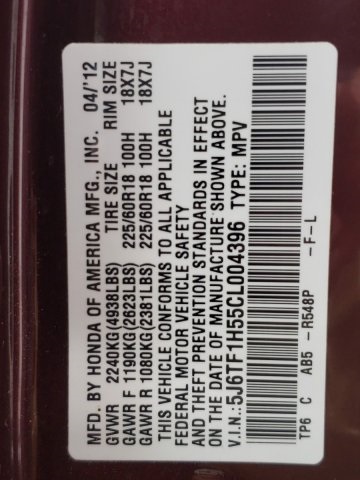 MFD. BY HONDA OF AMERICA MFG., INC. 04/'12
GVWR 2240KG(4938LBS) TIRE SIZE RIM SIZE
GAWR F 1190KG(2623LBS) 225/60R18 100H 18X7J
GAWR R 1080KG(2381LBS) 225/60R18 100H 18X7J
THIS VEHICLE CONFORMS TO ALL APPLICABLE
FEDERAL MOTOR VEHICLE SAFETY
AND THEFT PREVENTION STANDARDS IN EFFECT
ON THE DATE OF MANUFACTURE SHOWN ABOVE.
V.I.N.:5J6TF1H55CL004396 TYPE: MPV
TP6 C AB5 -R548P -F-L